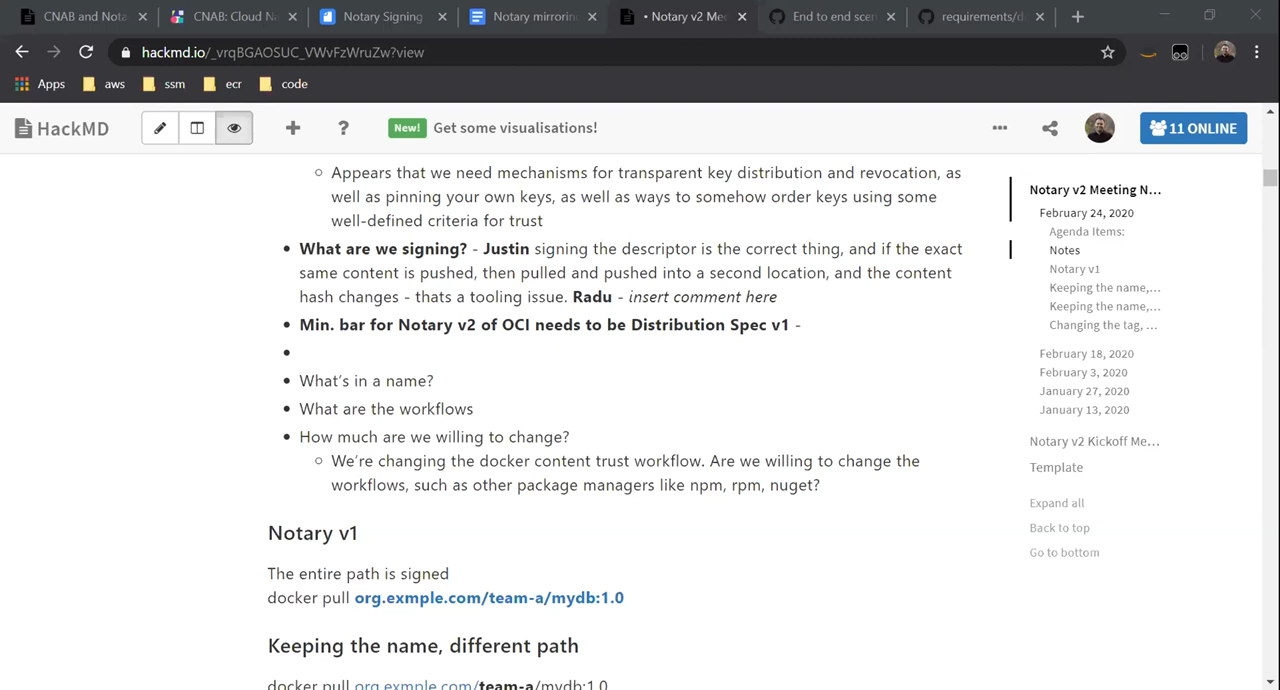 CNAB and Nota
CNAB: Cloud N
Notary Signing
Notary mirrorin
• Notary v2 Mee
End to end scen
requirements/d
hackmd.io/_vrqBGAOSUC_VWvFzWruZw?view
Apps
aws
ssm
ecr
code
HackMD
New! Get some visualisations!
11 ONLINE
Appears that we need mechanisms for transparent key distribution and revocation, as
well as pinning your own keys, as well as ways to somehow order keys using some
well-defined criteria for trust
What are we signing? - Justin signing the descriptor is the correct thing, and if the exact
same content is pushed, then pulled and pushed into a second location, and the content
hash changes - thats a tooling issue. Radu - insert comment here
Min. bar for Notary v2 of OCI needs to be Distribution Spec v1 -
What's in a name?
What are the workflows
How much are we willing to change?
We're changing the docker content trust workflow. Are we willing to change the
workflows, such as other package managers like npm, rpm, nuget?
Notary v1
The entire path is signed
docker pull org.exmple.com/team-a/mydb:1.0
Keeping the name, different path
docker pull org.exmple.com/team-a/mydb:1.0
Notary v2 Meeting N...
February 24, 2020
Agenda Items:
Notes
Notary v1
Keeping the name,...
Keeping the name,...
Changing the tag, ...
February 18, 2020
February 3, 2020
January 27, 2020
January 13, 2020
Notary v2 Kickoff Me...
Template
Expand all
Back to top
Go to bottom